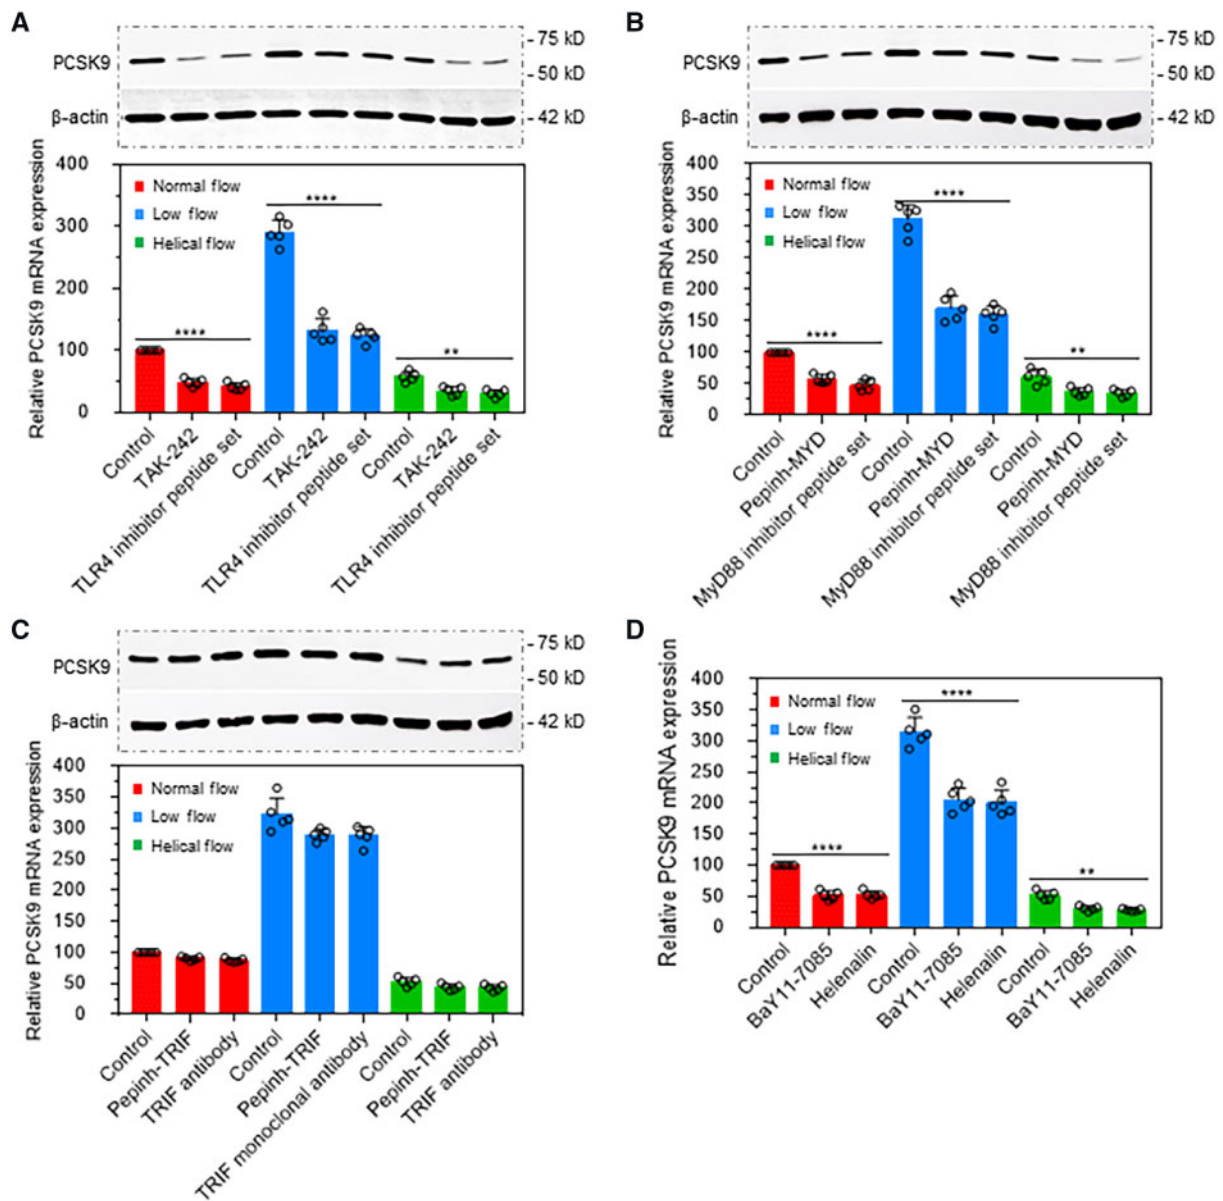 A
PCSK9
- 75 kD
- 50 kD
β-actin
- 42 kD
Relative PCSK9 mRNA expression
400
300
200
100
0
Normal flow
Low flow
Helical flow
****
****
**
Control
TAK-242
TLR4 inhibitor peptide set
Control
TAK-242
TLR4 inhibitor peptide set
Control
TAK-242
TLR4 inhibitor peptide set
B
PCSK9
- 75 kD
- 50 kD
β-actin
- 42 kD
Relative PCSK9 mRNA expression
400
350
300
250
200
150
100
50
0
Normal flow
Low flow
Helical flow
****
****
**
Control
Pepinh-MYD
MyD88 inhibitor peptide set
Control
Pepinh-MYD
MyD88 inhibitor peptide set
Control
Pepinh-MYD
MyD88 inhibitor peptide set
C
PCSK9
- 75 kD
- 50 kD
β-actin
- 42 kD
Relative PCSK9 mRNA expression
400
350
300
250
200
150
100
50
0
Normal flow
Low flow
Helical flow
Control
Pepinh-TRIF
TRIF antibody
Control
Pepinh-TRIF
TRIF monoclonal antibody
Control
Pepinh-TRIF
TRIF antibody
D
Relative PCSK9 mRNA expression
400
350
300
250
200
150
100
50
0
Normal flow
Low flow
Helical flow
****
****
**
Control
BaY11-7085
Helenalin
Control
BaY11-7085
Helenalin
Control
BaY11-7085
Helenalin